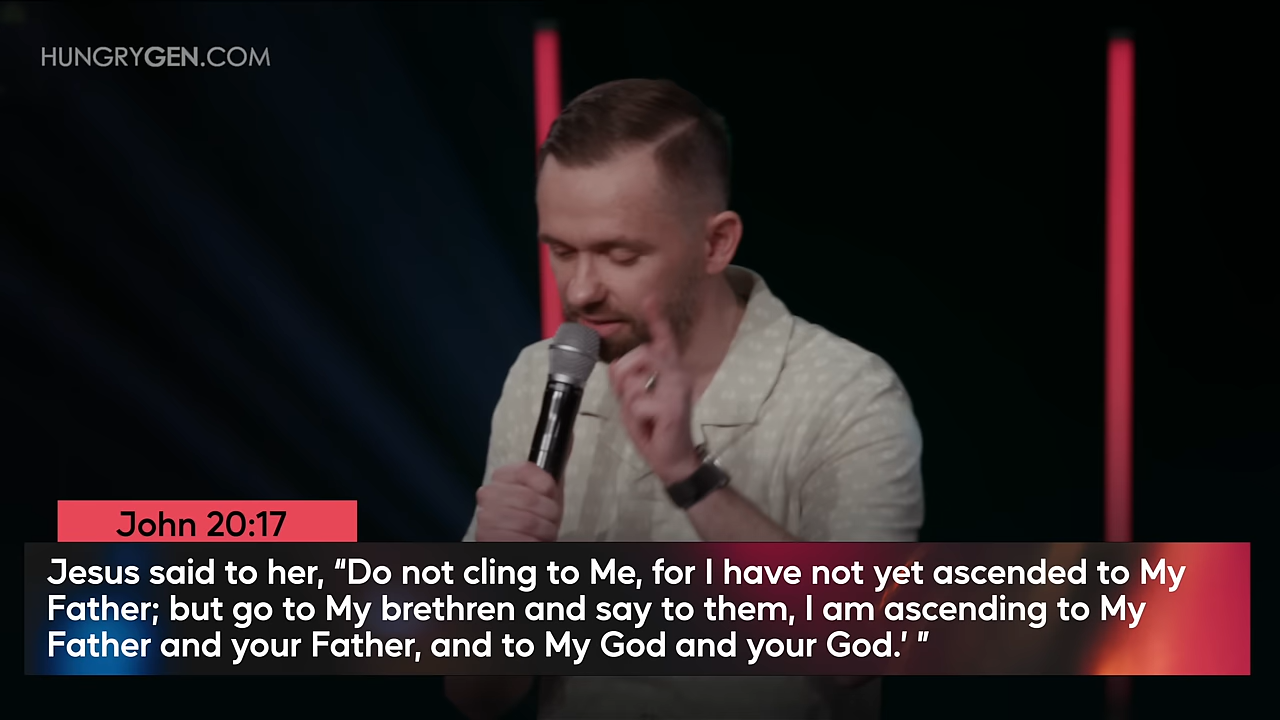 HUNGRYGEN.COM
John 20:17
Jesus said to her, “Do not cling to Me, for I have not yet ascended to My
Father; but go to My brethren and say to them, I am ascending to My
Father and your Father, and to My God and your God.’ ”